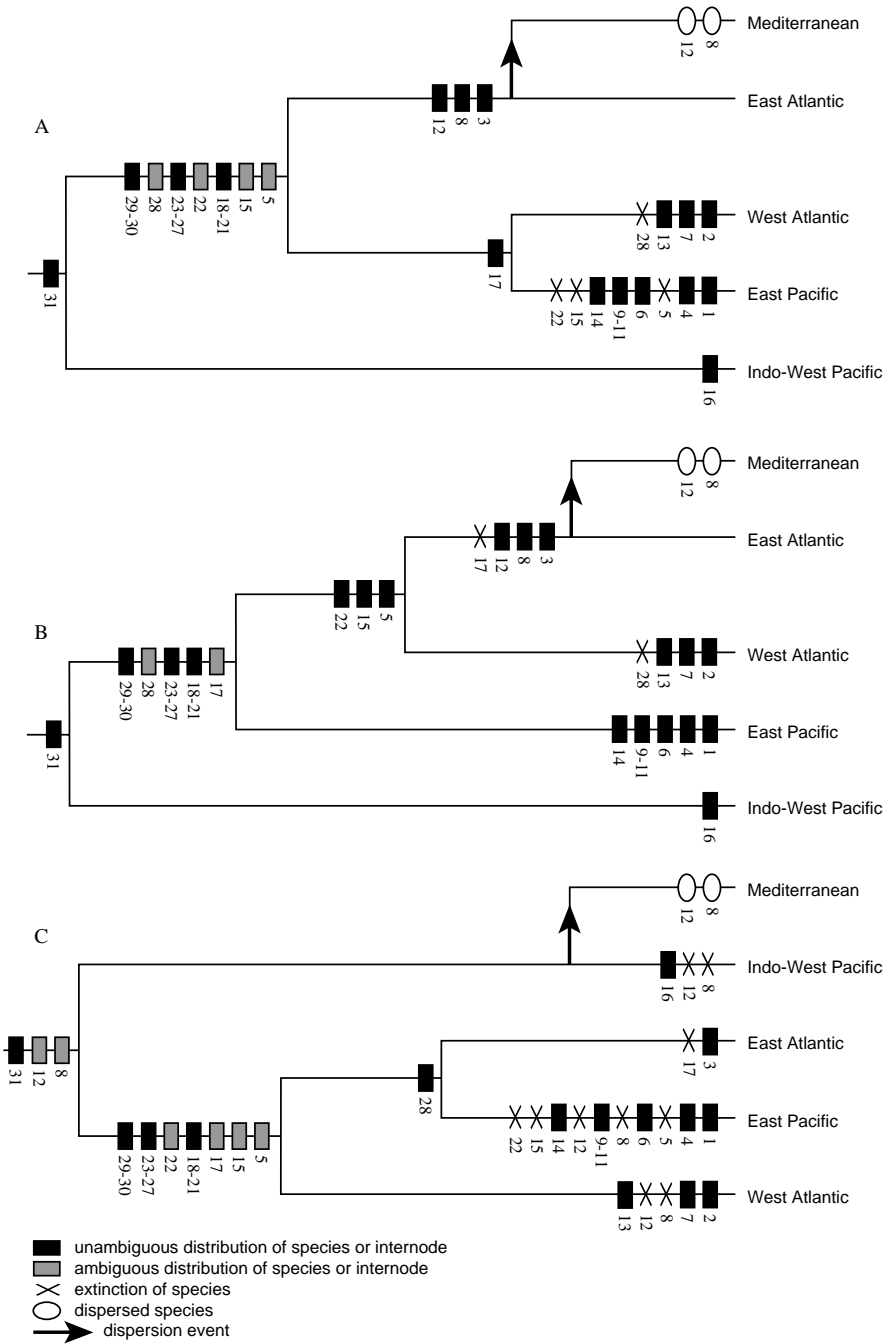 Mediterranean
12 8
East Atlantic
12 8 3
A
29-30 28 23-27 22 18-21 15 5
West Atlantic
28 13 7 2
17
East Pacific
22 15 14 9-11 6 5 4 1
31
Indo-West Pacific
16
Mediterranean
12 8
East Atlantic
17 12 8 3
22 15 5
B
West Atlantic
28 13 7 2
29-30 28 23-27 18-21 17
East Pacific
14 9-11 6 4 1
31
Indo-West Pacific
16
Mediterranean
12 8
C
Indo-West Pacific
16 12 8
East Atlantic
17 3
31 12 8
28
East Pacific
22 15 14 12 9-11 8 6 5 4 1
29-30 23-27 22 18-21 17 15 5
West Atlantic
13 12 8 7 2
unambiguous distribution of species or internode
ambiguous distribution of species or internode
extinction of species
dispersed species
dispersion event